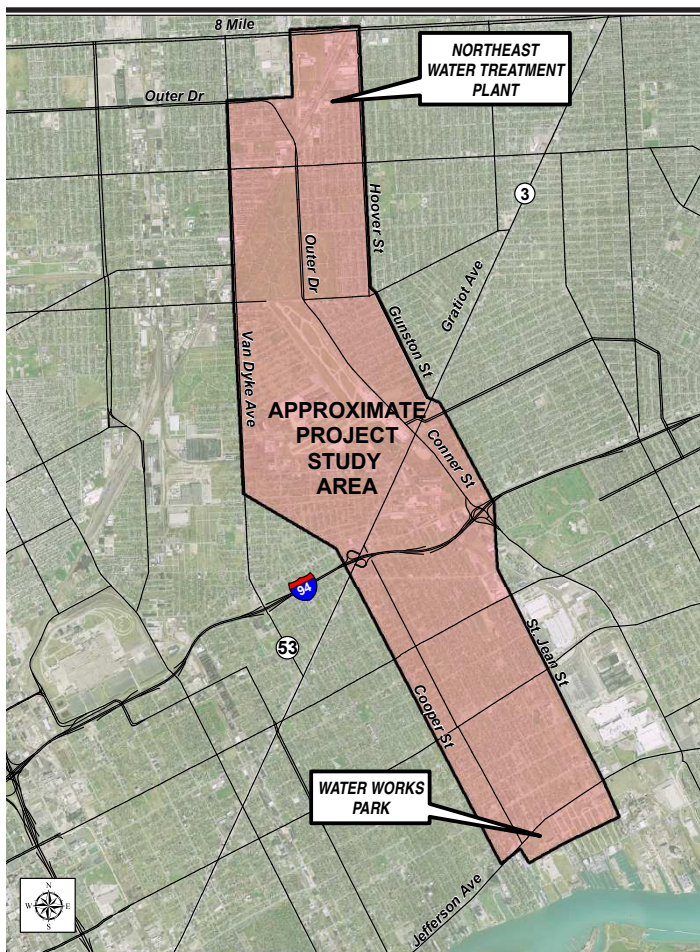 8 Mile
NORTHEAST
WATER TREATMENT
PLANT
Outer Dr
3
Hoover St
Outer Dr
Gratiot Ave
Gunston St
Van Dyke Ave
APPROXIMATE
PROJECT
STUDY
AREA
Conner St
94
53
St. Jean St
Cooper St
WATER WORKS
PARK
Jefferson Ave
N
W E
S